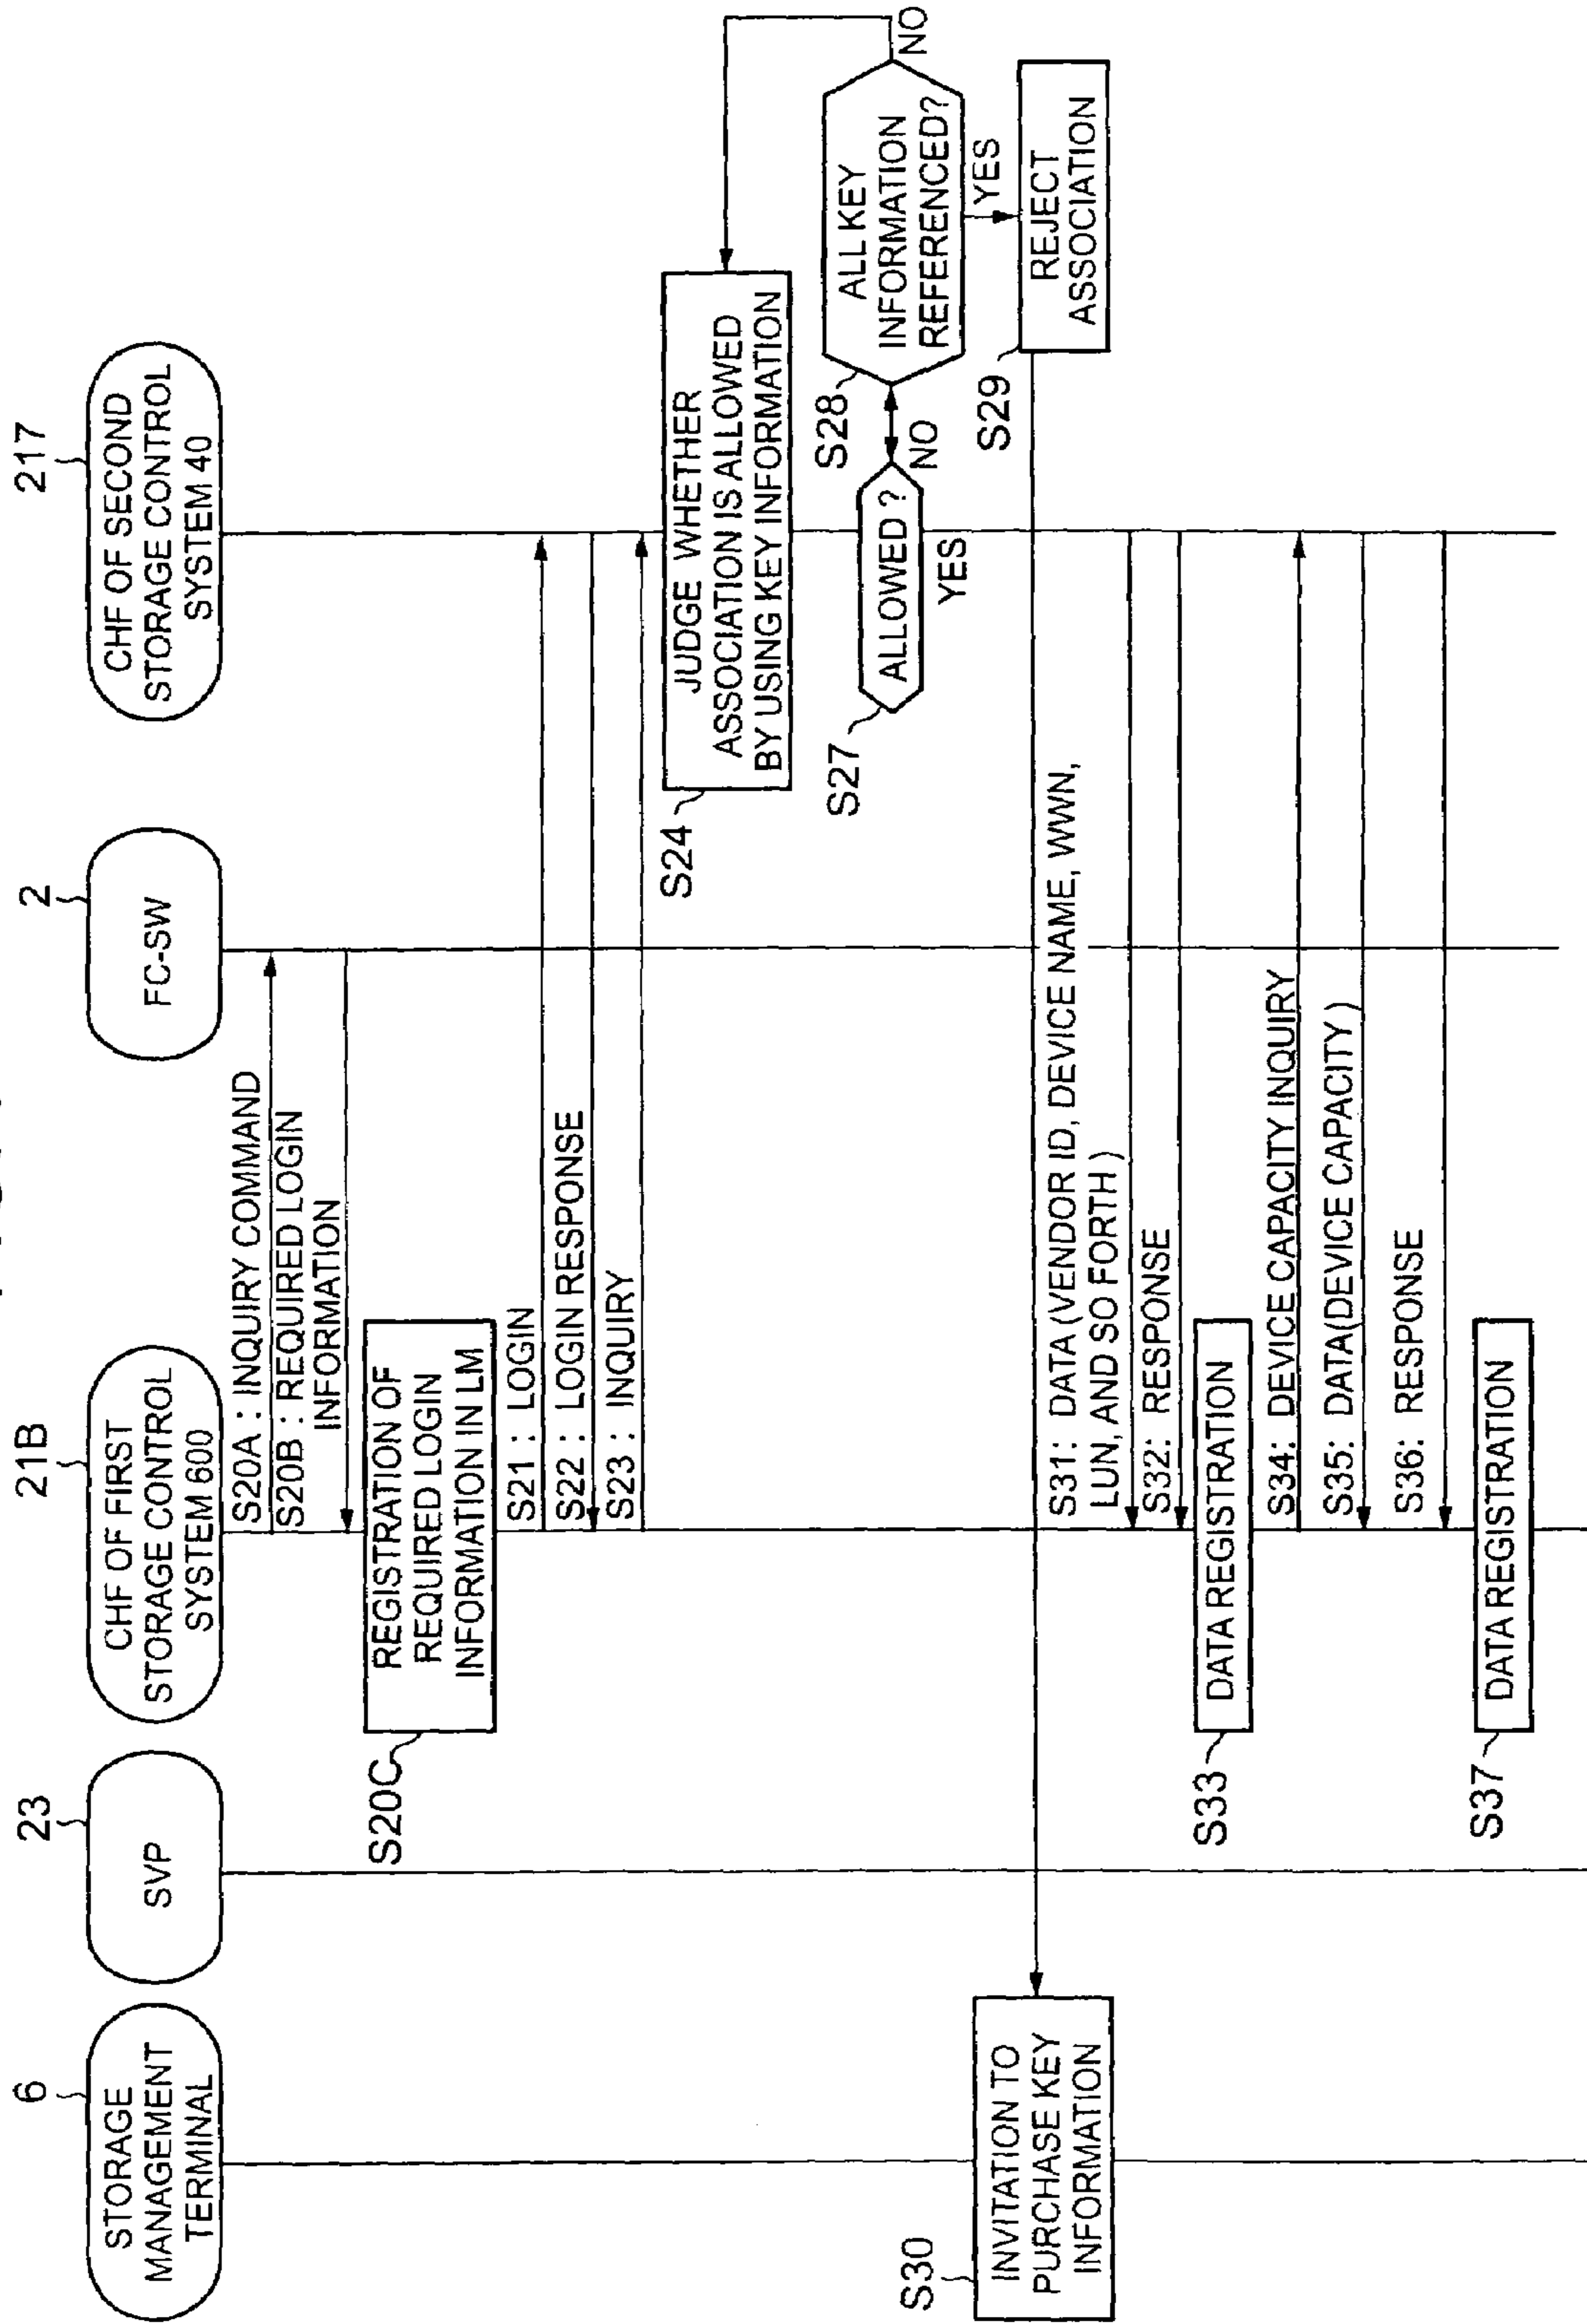 6
STORAGE
MANAGEMENT
TERMINAL
23
SVP
21B
CHF OF FIRST
STORAGE CONTROL
SYSTEM 600
2
FC-SW
217
CHF OF SECOND
STORAGE CONTROL
SYSTEM 40
S20A : INQUIRY COMMAND
S20B : REQUIRED LOGIN
INFORMATION
S20C
REGISTRATION OF
REQUIRED LOGIN
INFORMATION IN LM
S21 : LOGIN
S22 : LOGIN RESPONSE
S23 : INQUIRY
S24
JUDGE WHETHER
ASSOCIATION IS ALLOWED
BY USING KEY INFORMATION
S27
ALLOWED ?
NO
YES
S28
ALL KEY
INFORMATION
REFERENCED?
NO
YES
S29
REJECT
ASSOCIATION
S30
INVITATION TO
PURCHASE KEY
INFORMATION
S31: DATA (VENDOR ID, DEVICE NAME, WWN,
LUN, AND SO FORTH )
S32: RESPONSE
S33
DATA REGISTRATION
S34: DEVICE CAPACITY INQUIRY
S35: DATA(DEVICE CAPACITY )
S36: RESPONSE
S37
DATA REGISTRATION